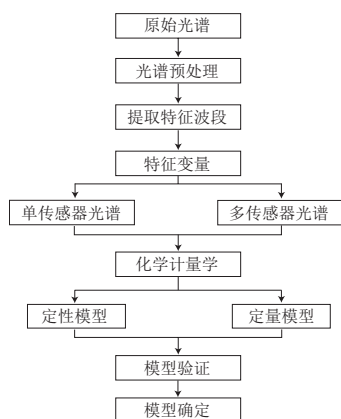 原始光谱
光谱预处理
提取特征波段
特征变量
单传感器光谱
多传感器光谱
化学计量学
定性模型
定量模型
模型验证
模型确定